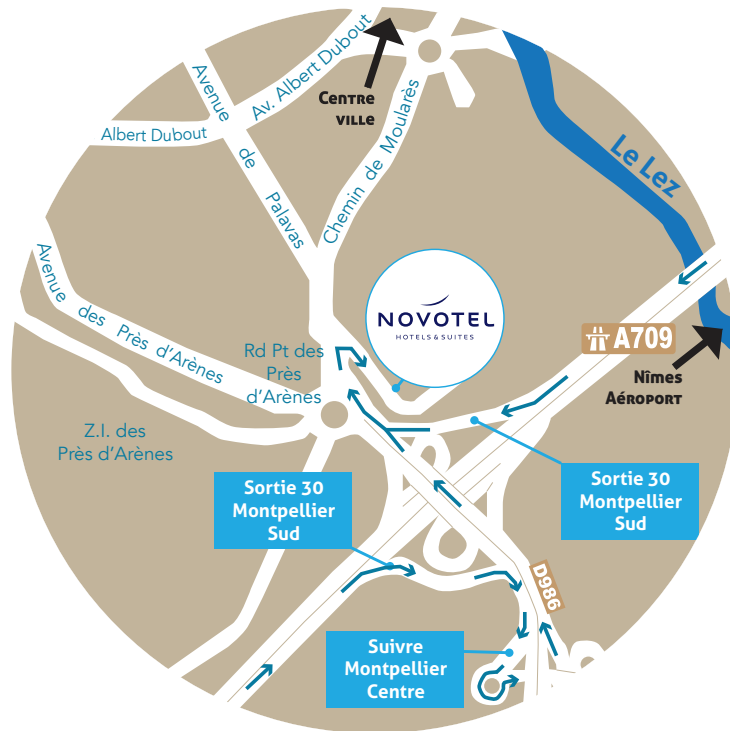 Av. Albert Dubout
Centre
ville
Albert Dubout
Avenue de Palavas
Chemin de Moularès
Le Lez
Avenue des Près d'Arènes
NOVOTEL
HOTELS & SUITES
A709
Nîmes
Aéroport
Rd Pt des
Près
d'Arènes
Z.I. des
Près d'Arènes
Sortie 30
Montpellier
Sud
Sortie 30
Montpellier
Sud
D986
Suivre
Montpellier
Centre